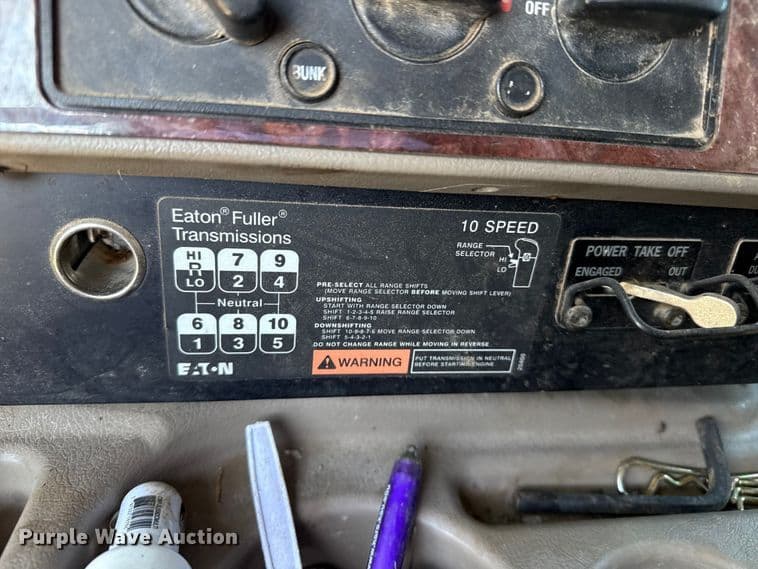 OFF
BUNK
Eaton® Fuller®
Transmissions
10 SPEED
RANGE
SELECTOR
HI
LO
HI 7 9
R
LO 2 4
Neutral
6 8 10
1 3 5
PRE-SELECT ALL RANGE SHIFTS
(MOVE RANGE SELECTOR BEFORE MOVING SHIFT LEVER)
UPSHIFTING
START WITH RANGE SELECTOR DOWN
SHIFT 1-2-3-4-5 RAISE RANGE SELECTOR
SHIFT 6-7-8-9-10
DOWNSHIFTING
SHIFT 10-9-8-7-6 MOVE RANGE SELECTOR DOWN
SHIFT 5-4-3-2-1
DO NOT CHANGE RANGE WHILE MOVING IN REVERSE
EATON
WARNING
PUT TRANSMISSION IN NEUTRAL
BEFORE STARTING ENGINE
POWER TAKE OFF
ENGAGED OUT
Purple Wave Auction